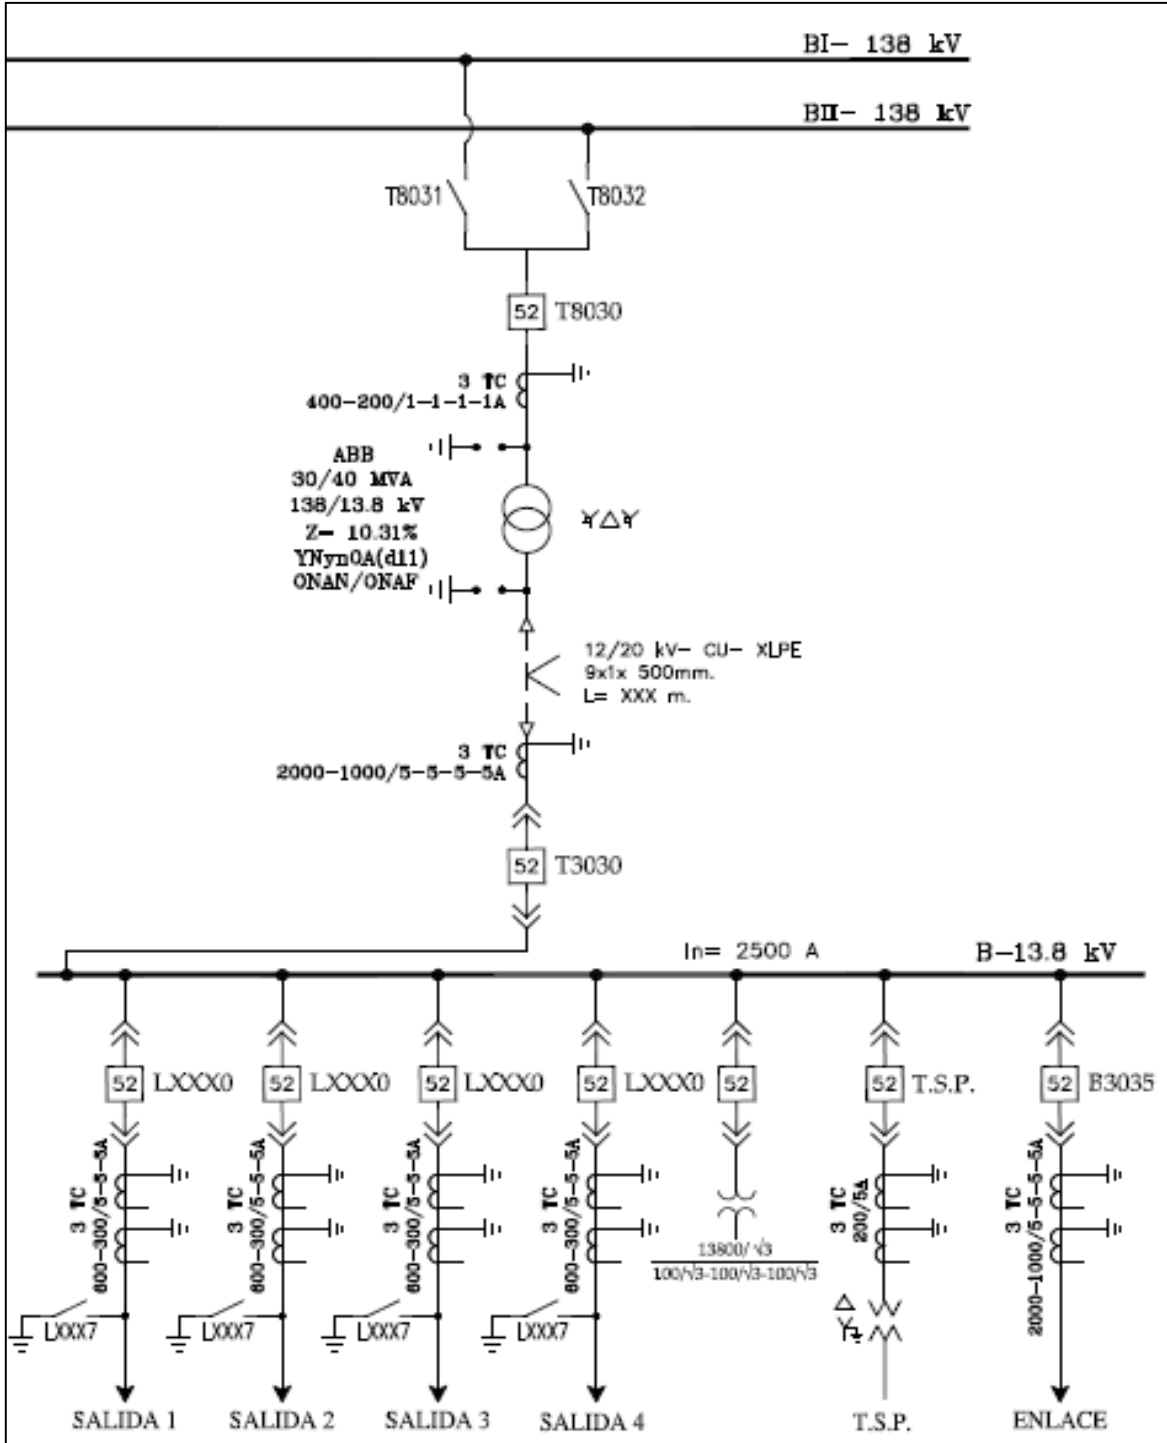 BI- 138 kV
BII- 138 kV
T8031
T8032
52
T8030
3 TC
400-200/1-1-1-1A
ABB
30/40 MVA
138/13.8 kV
Z- 10.31%
YNyn0A(d11)
ONAN/ONAF
12/20 kV- CU- XLPE
9x1x 500mm.
L= XXX m.
3 TC
2000-1000/5-5-5-5A
52
T3030
In= 2500 A
B-13.8 kV
52
LXXX0
52
LXXX0
52
LXXX0
52
LXXX0
52
52
T.S.P.
52
B3035
3 TC
600-300/5-5-5A
3 TC
600-300/5-5-5A
3 TC
600-300/5-5-5A
3 TC
600-300/5-5-5A
13800/√3
100/√3-100/√3-100/√3
3 TC
200/5A
3 TC
2000-1000/5-5-5-5A
LXXX7
LXXX7
LXXX7
LXXX7
SALIDA 1
SALIDA 2
SALIDA 3
SALIDA 4
T.S.P.
ENLACE